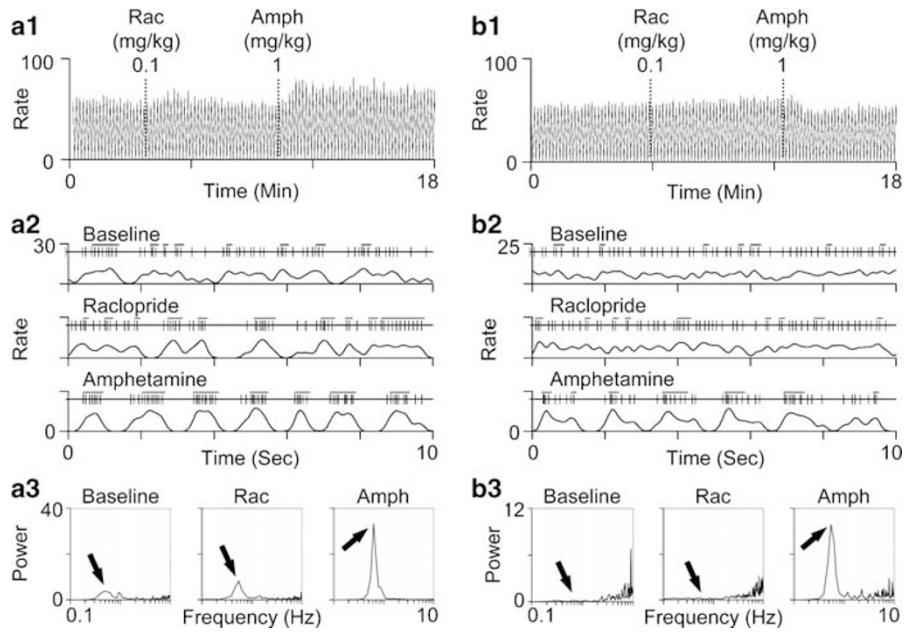 a1
Rac Amph
(mg/kg) (mg/kg)
0.1 1
100
Rate
0
0 18
Time (Min)
b1
Rac Amph
(mg/kg) (mg/kg)
0.1 1
100
Rate
0
0 18
Time (Min)
a2
Baseline
30
Raclopride
Rate
Amphetamine
0
0 10
Time (Sec)
b2
Baseline
25
Raclopride
Rate
Amphetamine
0
0 10
Time (Sec)
a3
Baseline Rac Amph
40
Power
0
0.1 10
Frequency (Hz)
b3
Baseline Rac Amph
12
Power
0
0.1 10
Frequency (Hz)